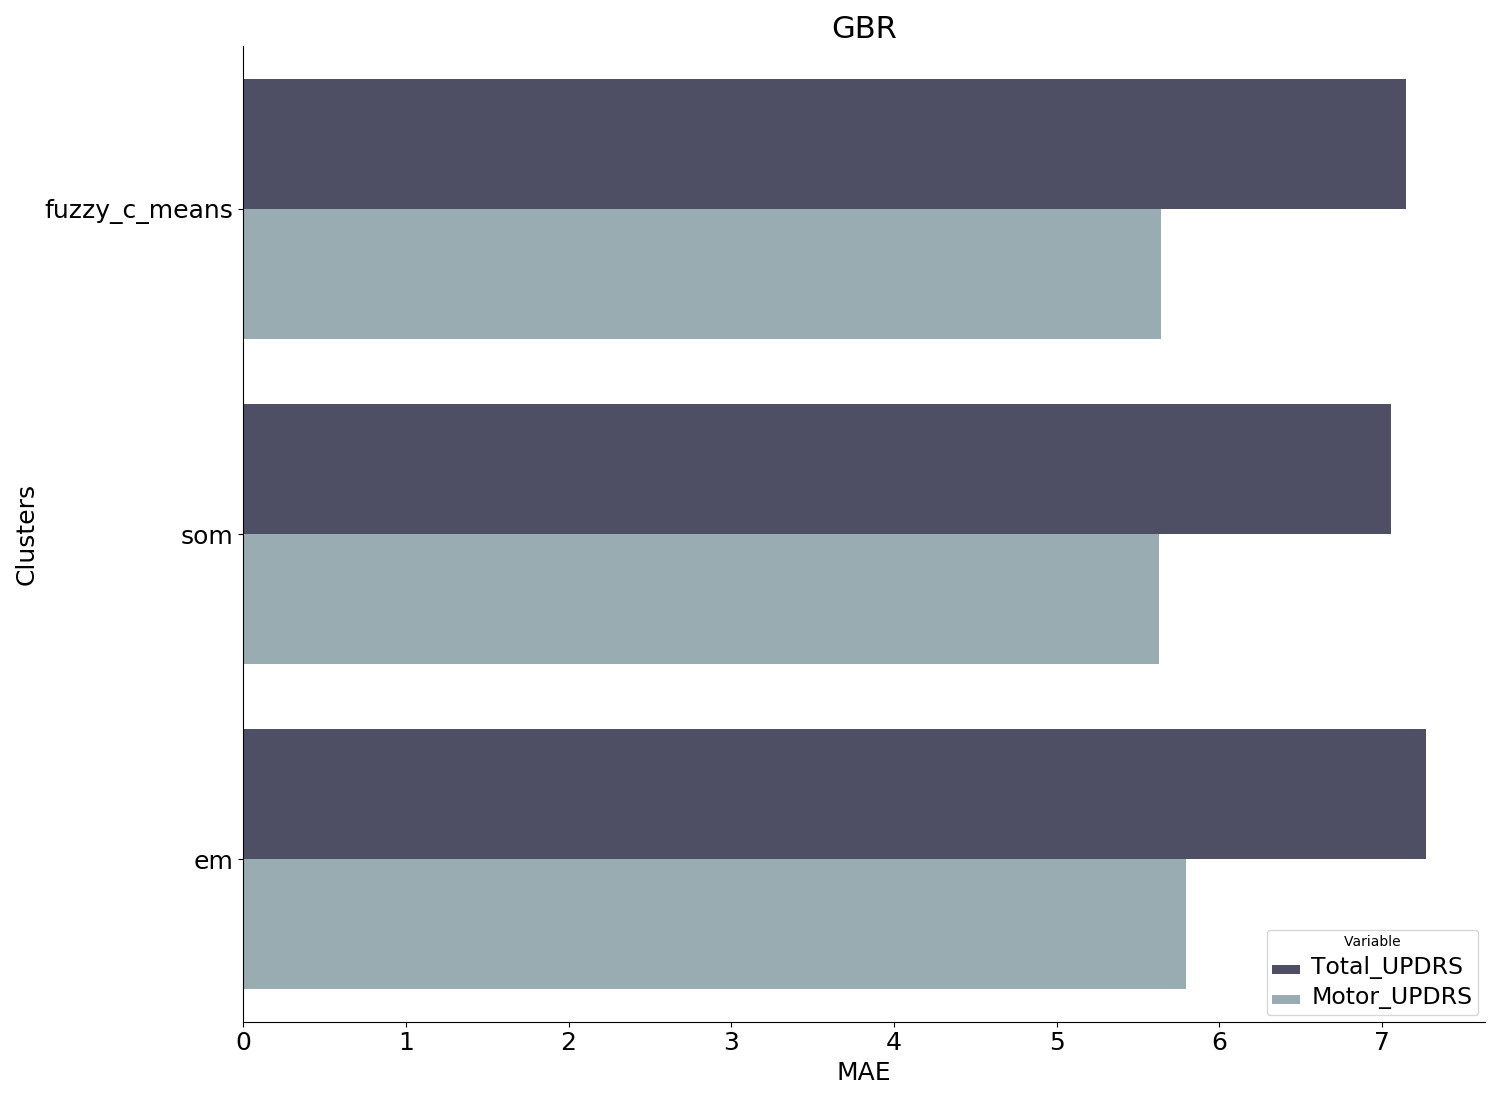 GBR
fuzzy_c_means
som
em
Clusters
0 1 2 3 4 5 6 7
MAE
Variable
Total_UPDRS
Motor_UPDRS